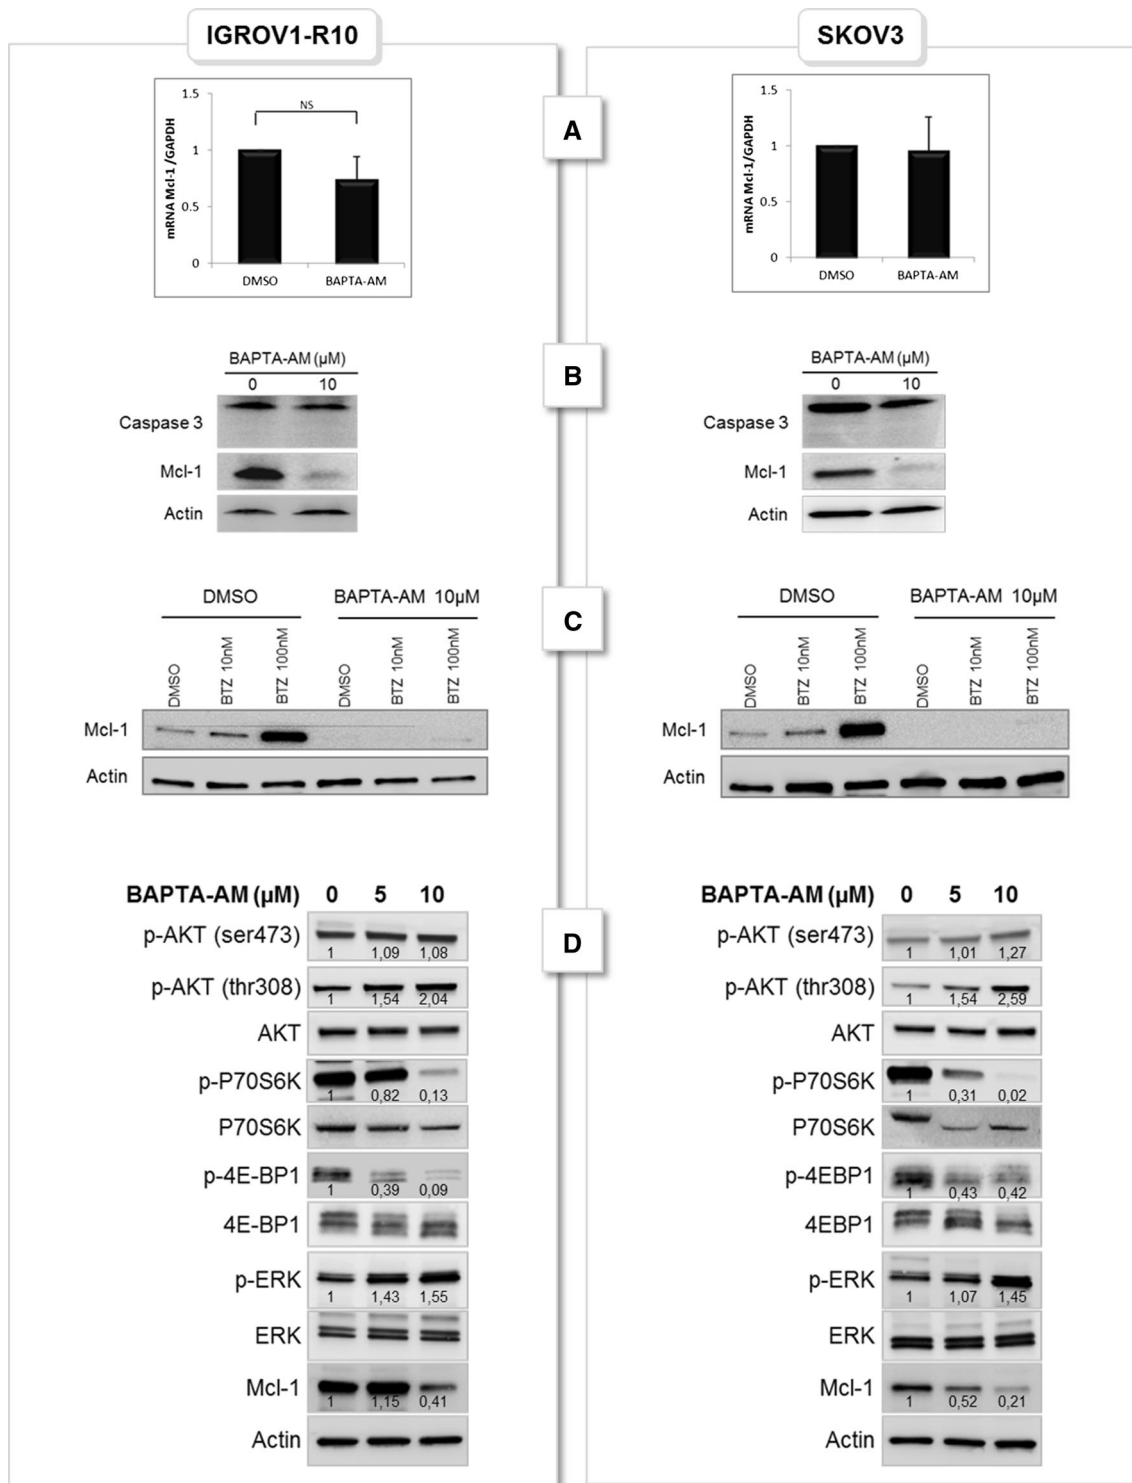 IGROV1-R10
SKOV3
A
mRNA Mcl-1 /GAPDH
1.5
1
0.5
0
NS
DMSO BAPTA-AM
mRNA Mcl-1/GAPDH
1.5
1
0.5
0
DMSO BAPTA-AM
B
BAPTA-AM (µM)
0 10
Caspase 3
Mcl-1
Actin
BAPTA-AM (µM)
0 10
Caspase 3
Mcl-1
Actin
C
DMSO BAPTA-AM 10µM
DMSO BTZ 10nM BTZ 100nM DMSO BTZ 10nM BTZ 100nM
Mcl-1
Actin
DMSO BAPTA-AM 10µM
DMSO BTZ 10nM BTZ 100nM DMSO BTZ 10nM BTZ 100nM
Mcl-1
Actin
D
BAPTA-AM (µM) 0 5 10
p-AKT (ser473) 1 1,09 1,08
p-AKT (thr308) 1 1,54 2,04
AKT
p-P70S6K 1 0,82 0,13
P70S6K
p-4E-BP1 1 0,39 0,09
4E-BP1
p-ERK 1 1,43 1,55
ERK
Mcl-1 1 1,15 0,41
Actin
BAPTA-AM (µM) 0 5 10
p-AKT (ser473) 1 1,01 1,27
p-AKT (thr308) 1 1,54 2,59
AKT
p-P70S6K 1 0,31 0,02
P70S6K
p-4EBP1 1 0,43 0,42
4EBP1
p-ERK 1 1,07 1,45
ERK
Mcl-1 1 0,52 0,21
Actin